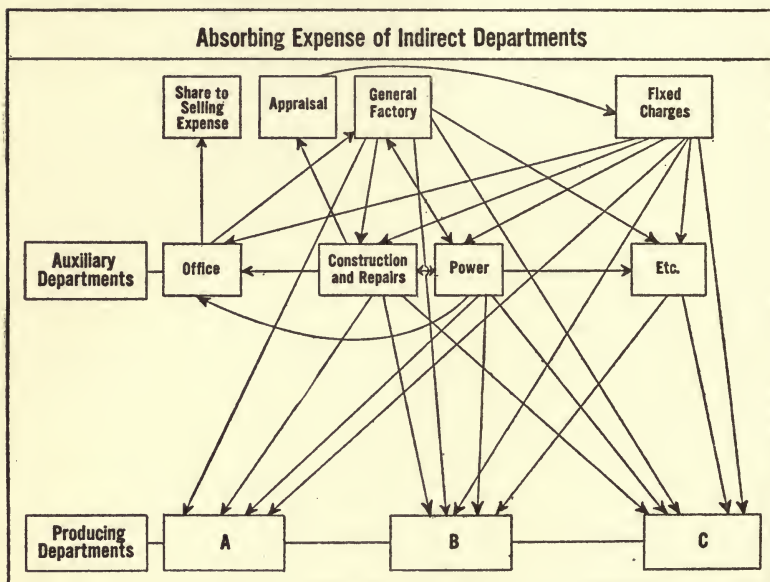 Absorbing Expense of Indirect Departments
Share to
Selling
Expense
Appraisal
General
Factory
Fixed
Charges
Auxiliary
Departments
Office
Construction
and Repairs
Power
Etc.
Producing
Departments
A
B
C